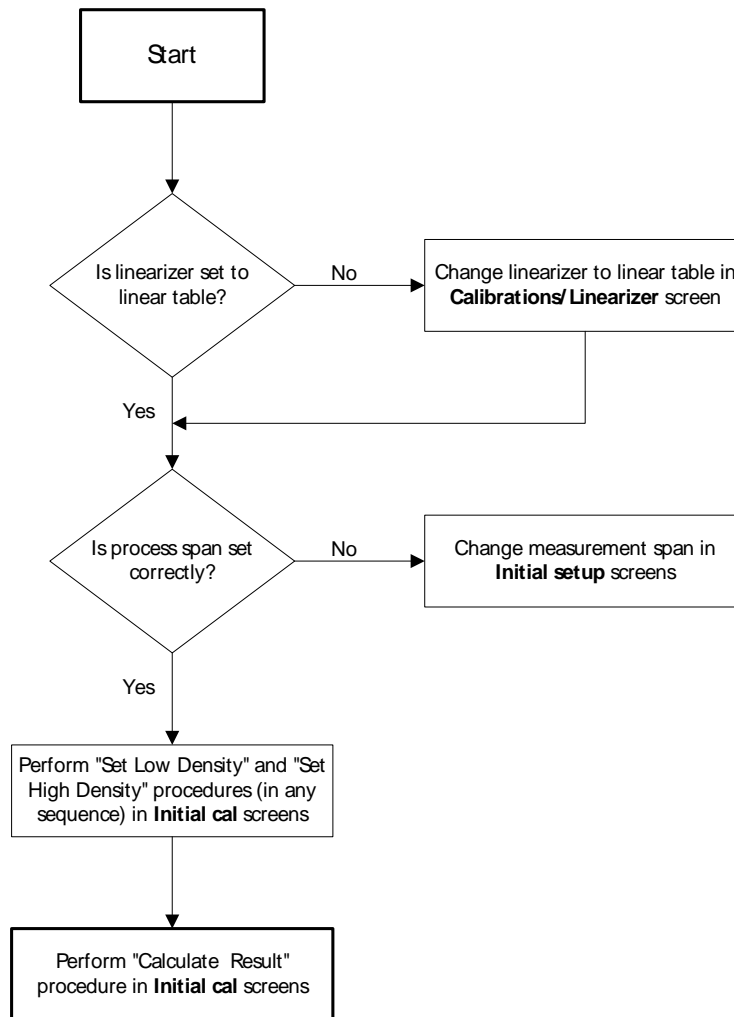 Start
Is linearizer set to
linear table?
No
Change linearizer to linear table in
Calibrations/Linearizer screen
Yes
Is process span set
correctly?
No
Change measurement span in
Initial setup screens
Yes
Perform "Set Low Density" and "Set
High Density" procedures (in any
sequence) in Initial cal screens
Perform "Calculate Result"
procedure in Initial cal screens